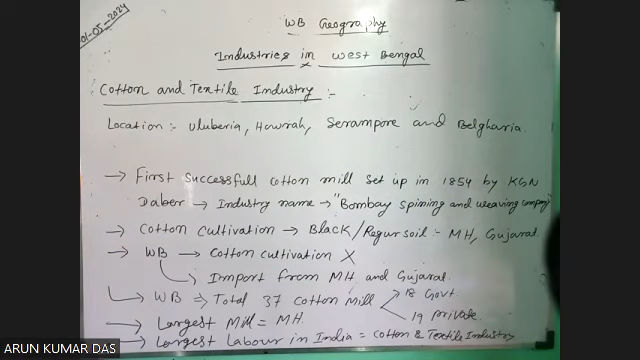 01-05-2024
WB Geography
Industries in West Bengal
Cotton and Textile Industry :-
Location :- Uluberia, Howrah, Serampore and Belgharia.
→ First Successfull cotton mill set up in 1854 by KGN
Daber → Industry name → "Bombay spining and weaving company"
→ Cotton cultivation → Black/Regur soil - MH, Gujarat.
→ WB → Cotton cultivation X
→ Import from MH and Gujarat.
→ WB ⇒ Total 37 cotton Mill → 18 Govt
→ 19 Private.
→ Largest Mill = MH.
→ Largest Labour in India = Cotton & Textile Industry
ARUN KUMAR DAS